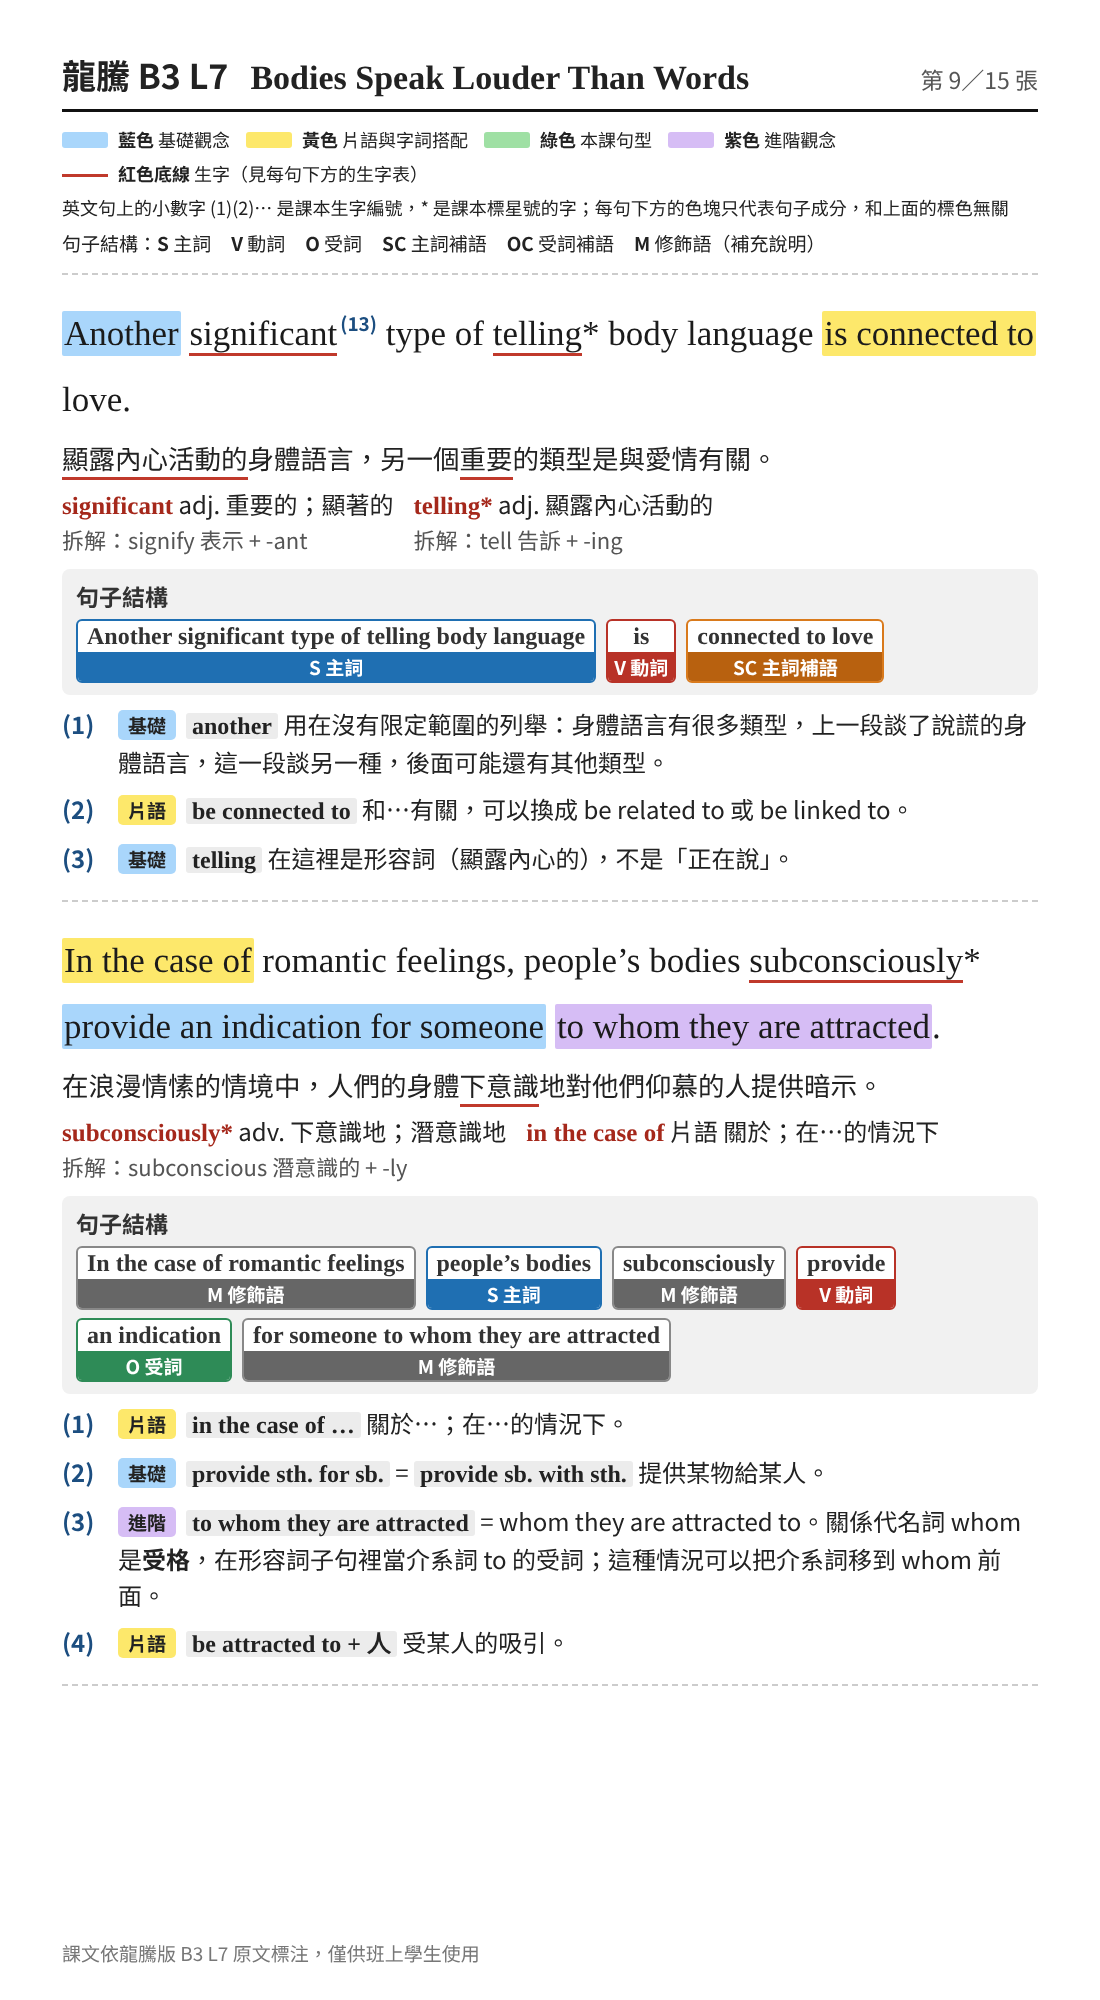 龍騰 B3 L7 Bodies Speak Louder Than Words 第 9／15 張
藍色 基礎觀念 黃色 片語與字詞搭配 綠色 本課句型 紫色 進階觀念
紅色底線 生字（見每句下方的生字表）
英文句上的小數字 (1)(2)⋯ 是課本生字編號，* 是課本標星號的字；每句下方的色塊只代表句子成分，和上面的標色無關
句子結構：S 主詞 V 動詞 O 受詞 SC 主詞補語 OC 受詞補語 M 修飾語（補充說明）
Another significant(13) type of telling* body language is connected to
love.
顯露內心活動的身體語言，另一個重要的類型是與愛情有關。
significant adj. 重要的；顯著的 telling* adj. 顯露內心活動的
拆解：signify 表示 + -ant 拆解：tell 告訴 + -ing
句子結構
Another significant type of telling body language is connected to love
S 主詞 V 動詞 SC 主詞補語
(1) 基礎 another 用在沒有限定範圍的列舉：身體語言有很多類型，上一段談了說謊的身
體語言，這一段談另一種，後面可能還有其他類型。
(2) 片語 be connected to 和⋯有關，可以換成 be related to 或 be linked to。
(3) 基礎 telling 在這裡是形容詞（顯露內心的），不是「正在說」。
In the case of romantic feelings, people’s bodies subconsciously*
provide an indication for someone to whom they are attracted.
在浪漫情愫的情境中，人們的身體下意識地對他們仰慕的人提供暗示。
subconsciously* adv. 下意識地；潛意識地 in the case of 片語 關於；在⋯的情況下
拆解：subconscious 潛意識的 + -ly
句子結構
In the case of romantic feelings people’s bodies subconsciously provide
M 修飾語 S 主詞 M 修飾語 V 動詞
an indication for someone to whom they are attracted
O 受詞 M 修飾語
(1) 片語 in the case of … 關於⋯；在⋯的情況下。
(2) 基礎 provide sth. for sb. = provide sb. with sth. 提供某物給某人。
(3) 進階 to whom they are attracted = whom they are attracted to。關係代名詞 whom
是受格，在形容詞子句裡當介系詞 to 的受詞；這種情況可以把介系詞移到 whom 前
面。
(4) 片語 be attracted to + 人 受某人的吸引。
課文依龍騰版 B3 L7 原文標注，僅供班上學生使用